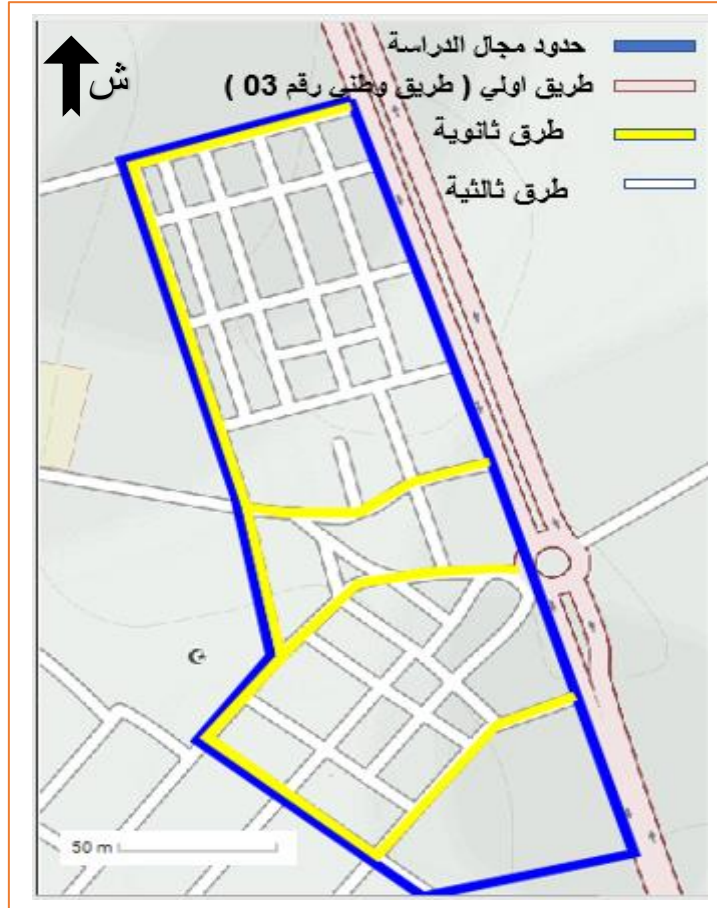 حدود مجال الدراسة
طريق اولي ( طريق وطني رقم 03 )
طرق ثانوية
طرق ثالثية
ش
50 m